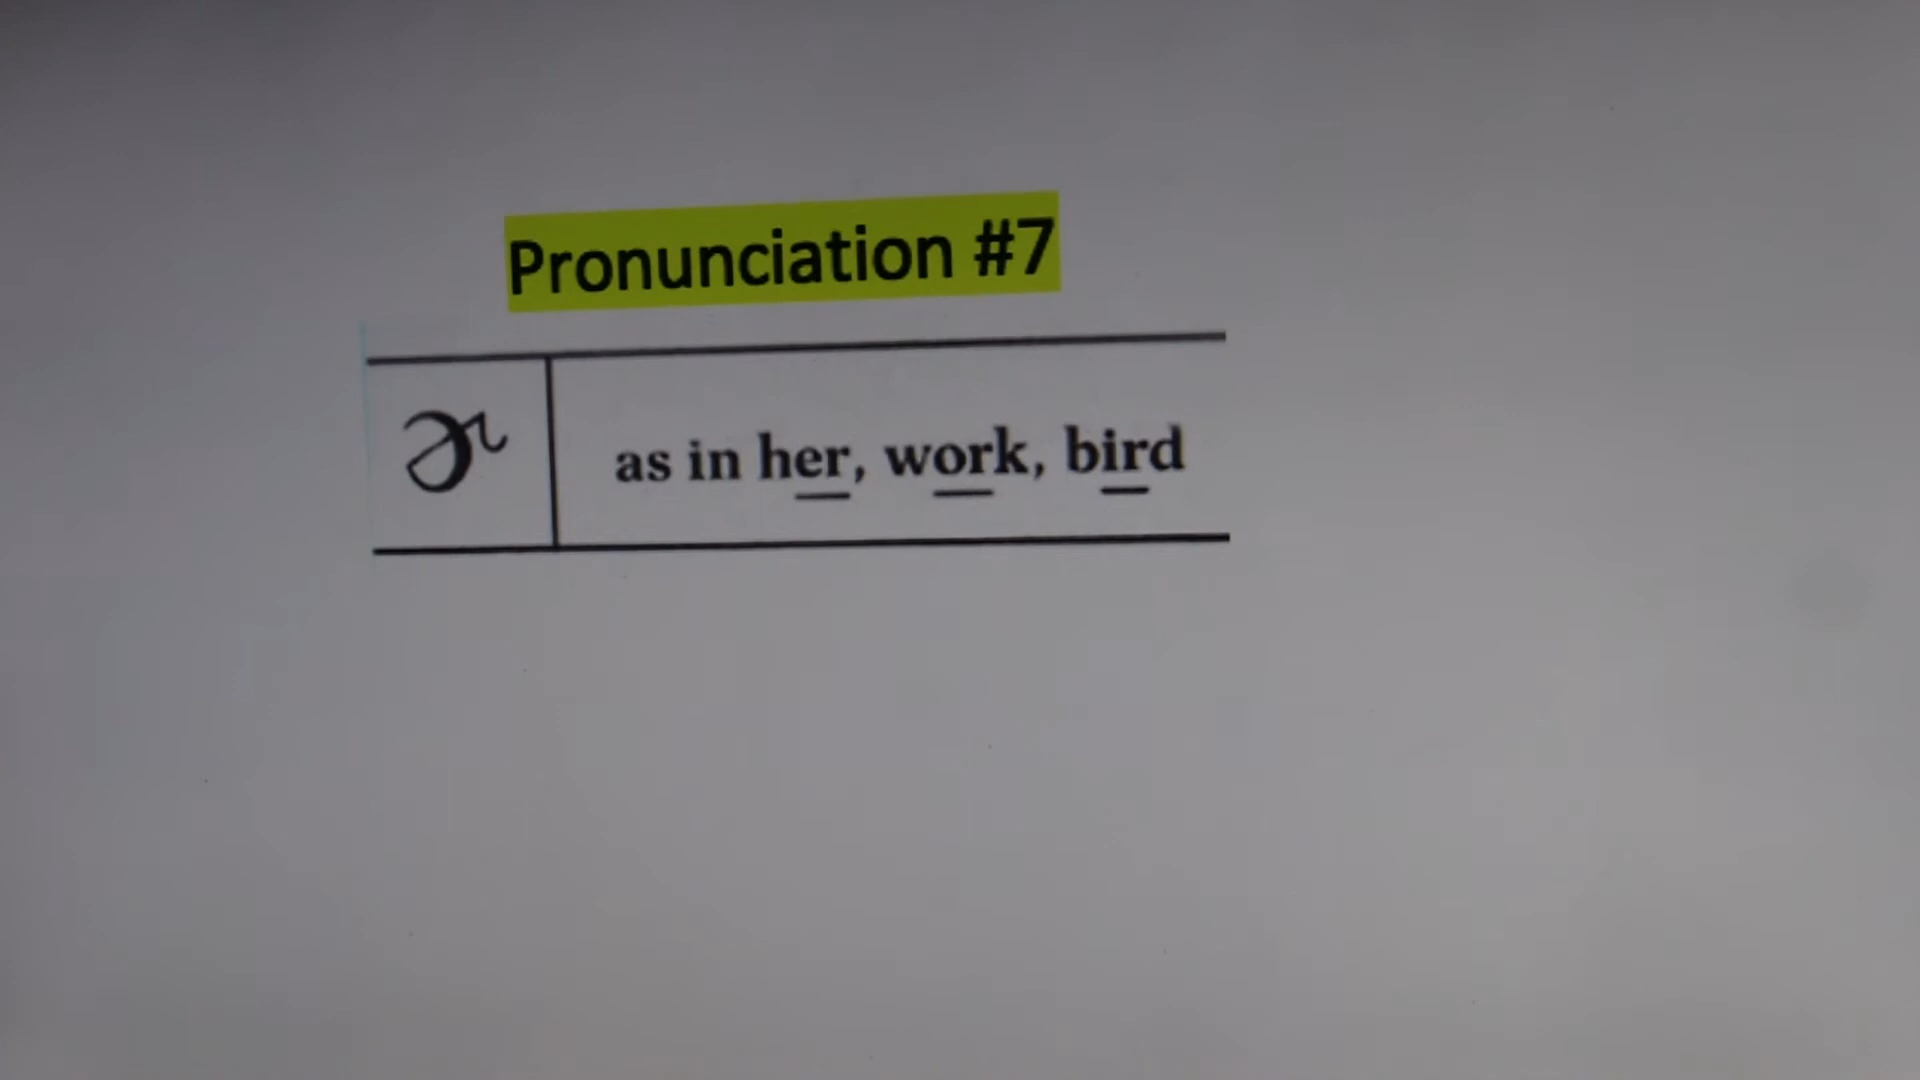 Pronunciation #7
ɚ as in her, work, bird